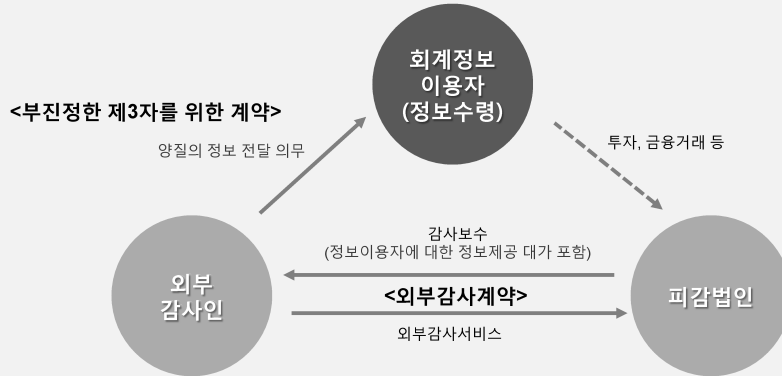 회계정보
이용자
(정보수령)
<부진정한 제3자를 위한 계약>
양질의 정보 전달 의무
투자, 금융거래 등
감사보수
(정보이용자에 대한 정보제공 대가 포함)
외부
감사인
<외부감사계약>
피감법인
외부감사서비스